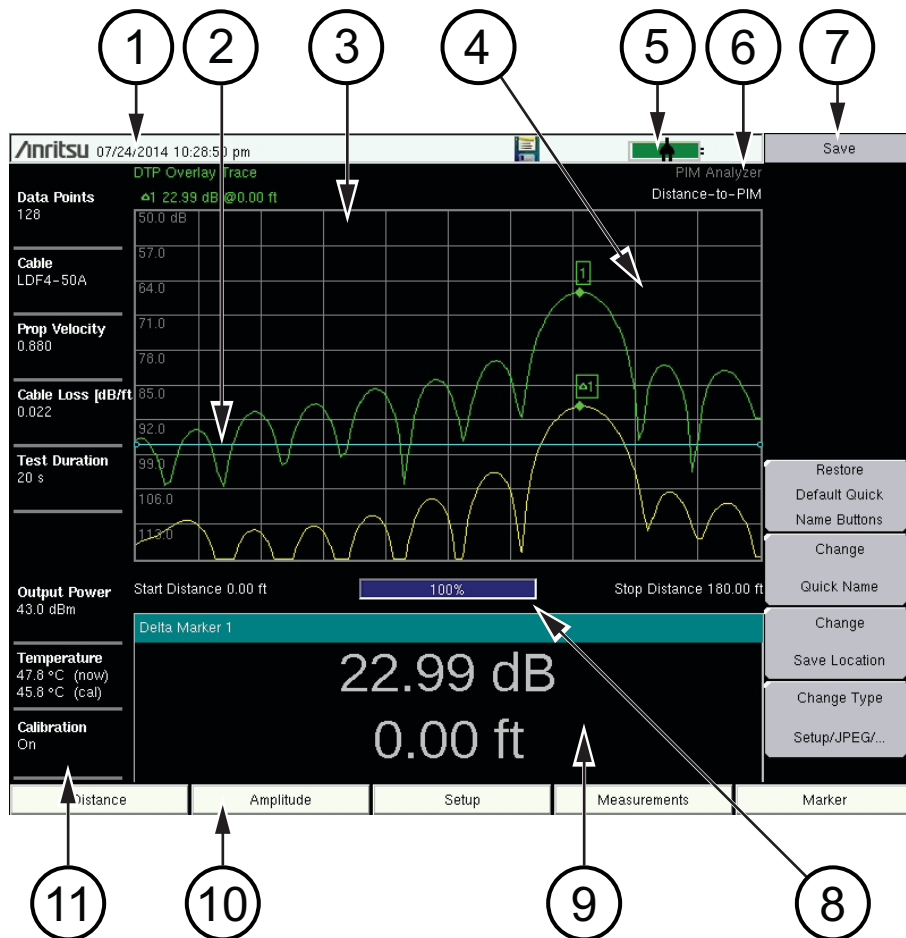 1 2 3 4 5 6 7
/inritsu 07/24/2014 10:28:50 pm
Save
DTP Overlay Trace
PIM Analyzer
Δ1 22.99 dB @0.00 ft
Distance-to-PIM
Data Points
128
Cable
LDF4-50A
Prop Velocity
0.880
Cable Loss [dB/ft
0.022
Test Duration
20 s
Output Power
43.0 dBm
Temperature
47.8 °C (now)
45.8 °C (cal)
Calibration
On
50.0 dB
57.0
64.0
71.0
78.0
85.0
92.0
99.0
106.0
113.0
1
Δ1
Start Distance 0.00 ft
100%
Stop Distance 180.00 ft
Delta Marker 1
22.99 dB
0.00 ft
Restore
Default Quick
Name Buttons
Change
Quick Name
Change
Save Location
Change Type
Setup/JPEG/...
Distance
Amplitude
Setup
Measurements
Marker
11 10 9 8